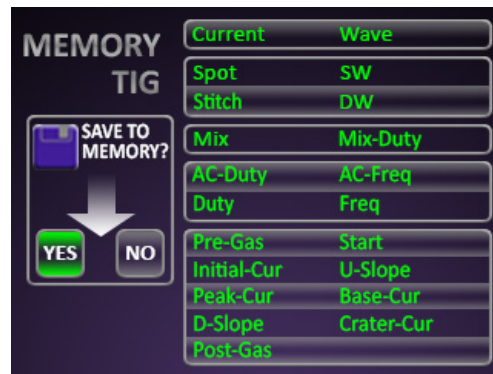 MEMORY
TIG
SAVE TO
MEMORY?
YES NO
Current Wave
Spot SW
Stitch DW
Mix Mix-Duty
AC-Duty AC-Freq
Duty Freq
Pre-Gas Start
Initial-Cur U-Slope
Peak-Cur Base-Cur
D-Slope Crater-Cur
Post-Gas